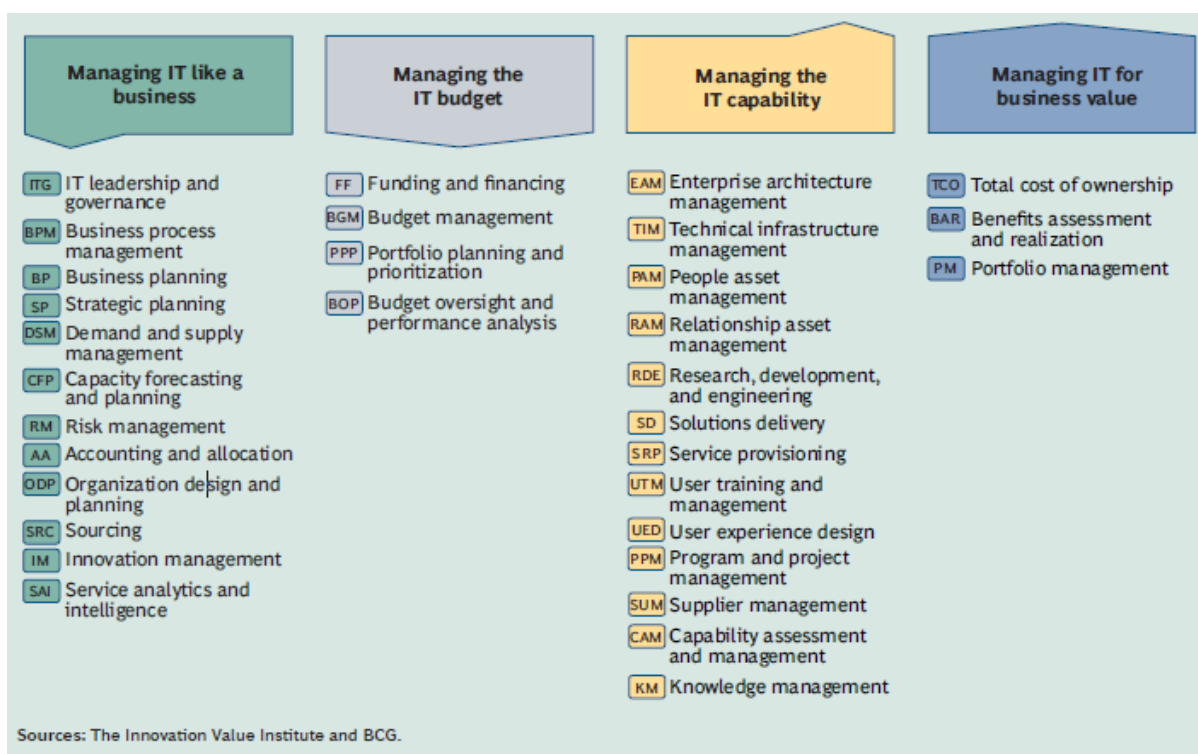 Managing IT like a
business
ITG IT leadership and
governance
BPM Business process
management
BP Business planning
SP Strategic planning
DSM Demand and supply
management
CFP Capacity forecasting
and planning
RM Risk management
AA Accounting and allocation
ODP Organization design and
planning
SRC Sourcing
IM Innovation management
SAI Service analytics and
intelligence
Managing the
IT budget
FF Funding and financing
BGM Budget management
PPP Portfolio planning and
prioritization
BOP Budget oversight and
performance analysis
Managing the
IT capability
EAM Enterprise architecture
management
TIM Technical infrastructure
management
PAM People asset
management
RAM Relationship asset
management
RDE Research, development,
and engineering
SD Solutions delivery
SRP Service provisioning
UTM User training and
management
UED User experience design
PPM Program and project
management
SUM Supplier management
CAM Capability assessment
and management
KM Knowledge management
Managing IT for
business value
TCO Total cost of ownership
BAR Benefits assessment
and realization
PM Portfolio management
Sources: The Innovation Value Institute and BCG.